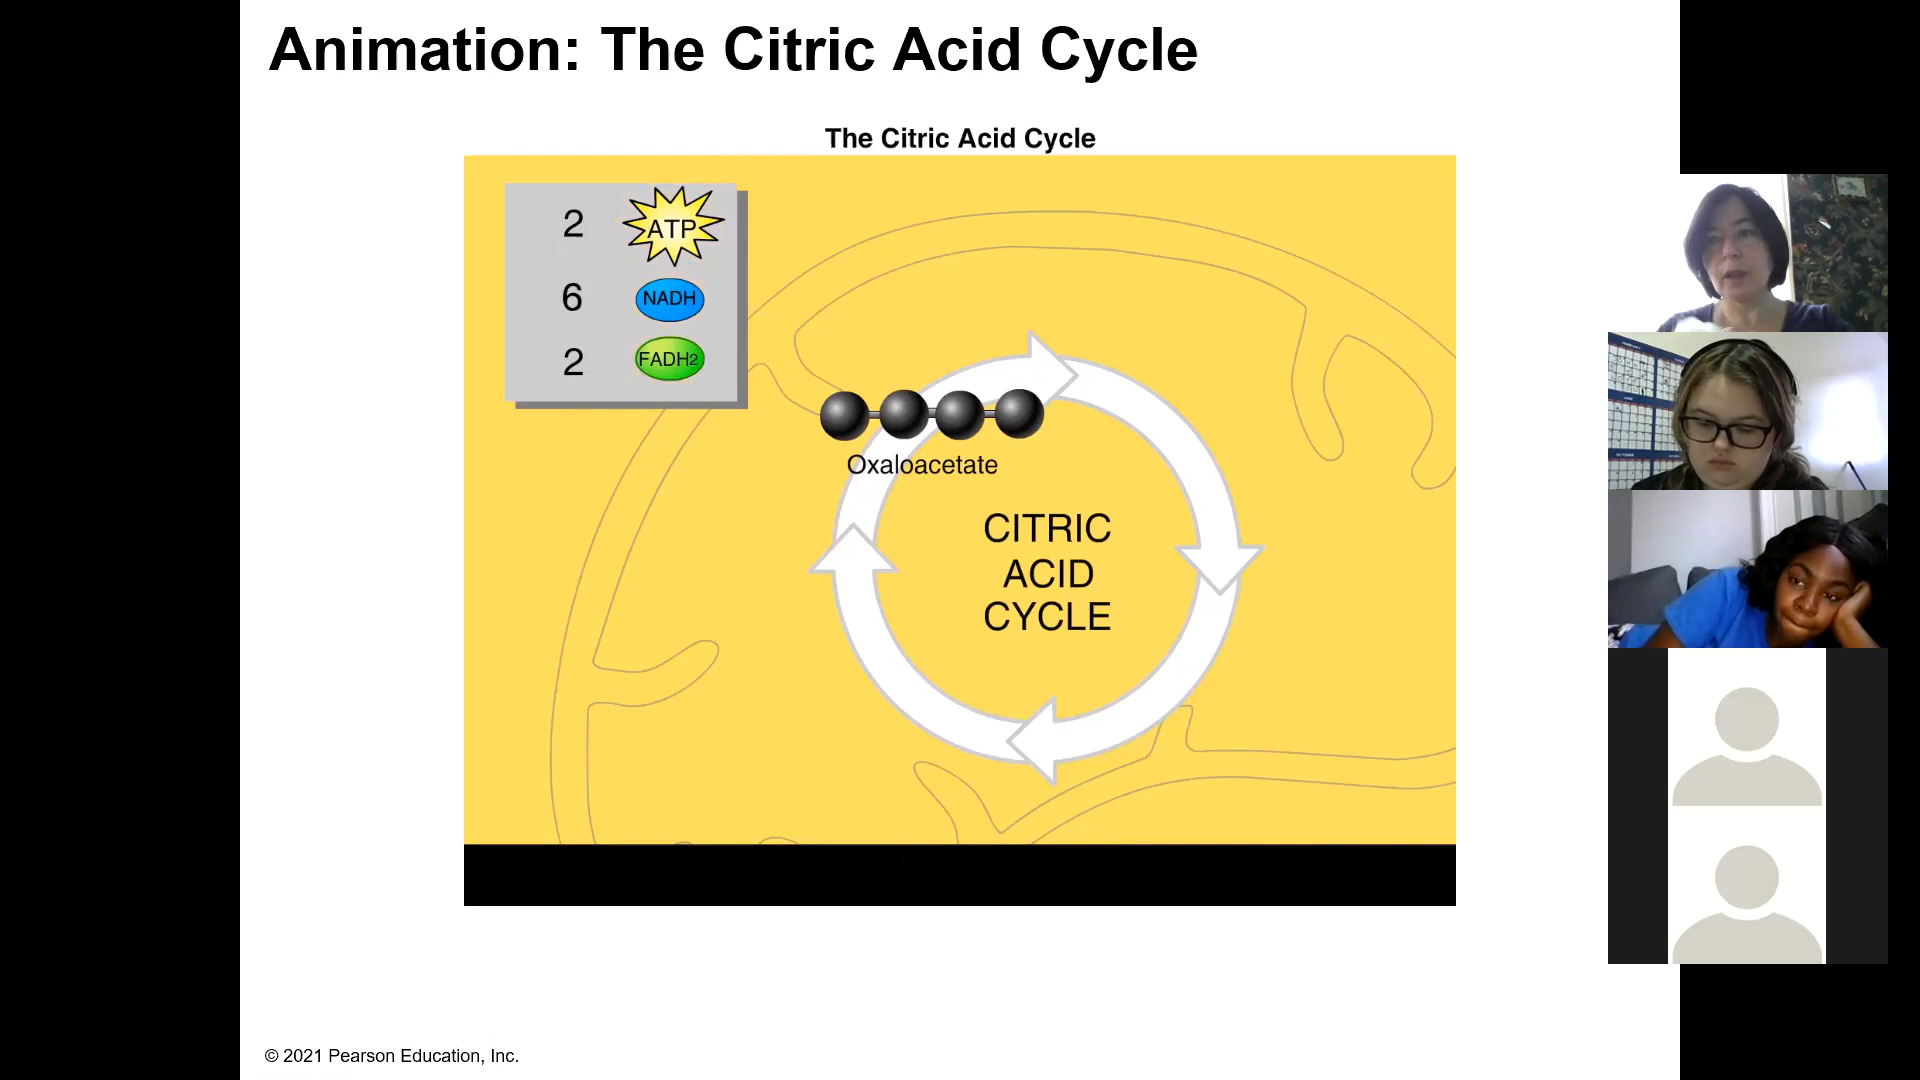 Animation: The Citric Acid Cycle
The Citric Acid Cycle
2 ATP
6 NADH
2 FADH2
Oxaloacetate
CITRIC
ACID
CYCLE
© 2021 Pearson Education, Inc.